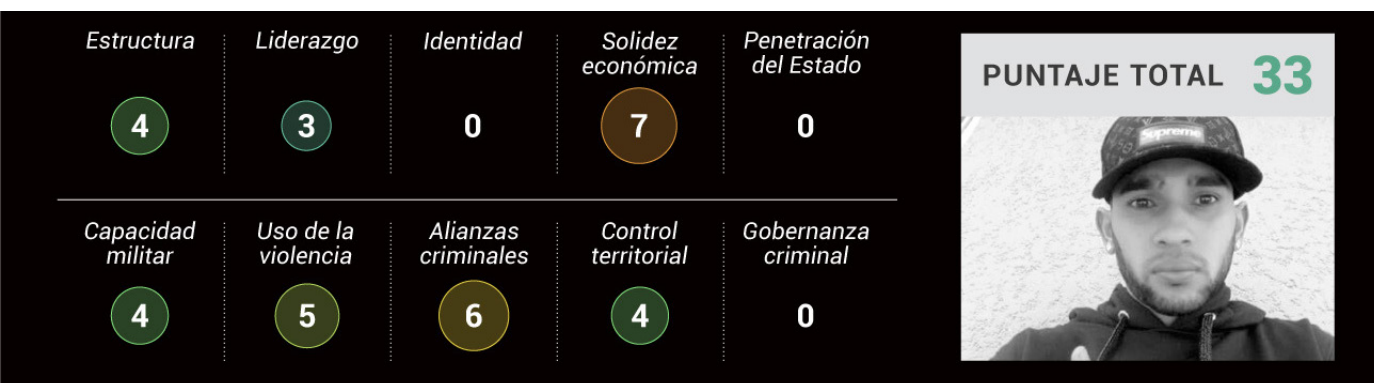 Estructura
Liderazgo
Identidad
Solidez
económica
Penetración
del Estado
4
3
0
7
0
Capacidad
militar
Uso de la
violencia
Alianzas
criminales
Control
territorial
Gobernanza
criminal
4
5
6
4
0
PUNTAJE TOTAL 33
Supreme